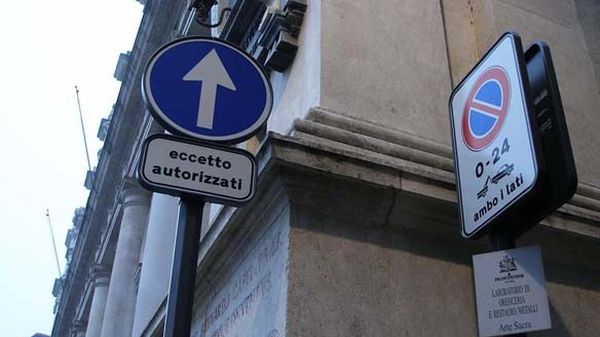 eccetto
autorizzati
0-24
ambo i lati
LABORATORIO DI
OREFICERIA
E RESTAURO METALLI
Arte Sacra